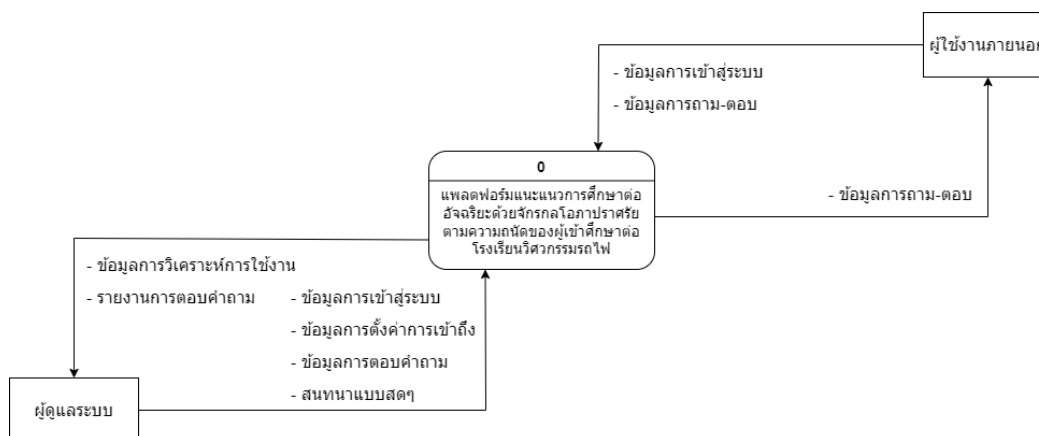 ผู้ใช้งานภายนอก
- ข้อมูลการเข้าสู่ระบบ
- ข้อมูลการถาม-ตอบ
0
แพลตฟอร์มแนะแนวการศึกษาต่อ
อัจฉริยะด้วยจักรกลโอภาปราศรัย
ตามความถนัดของผู้เข้าศึกษาต่อ
โรงเรียนวิศวกรรมรถไฟ
- ข้อมูลการถาม-ตอบ
- ข้อมูลการวิเคราะห์การใช้งาน
- รายงานการตอบคำถาม
- ข้อมูลการเข้าสู่ระบบ
- ข้อมูลการตั้งค่าการเข้าถึง
- ข้อมูลการตอบคำถาม
- สนทนาแบบสดๆ
ผู้ดูแลระบบ